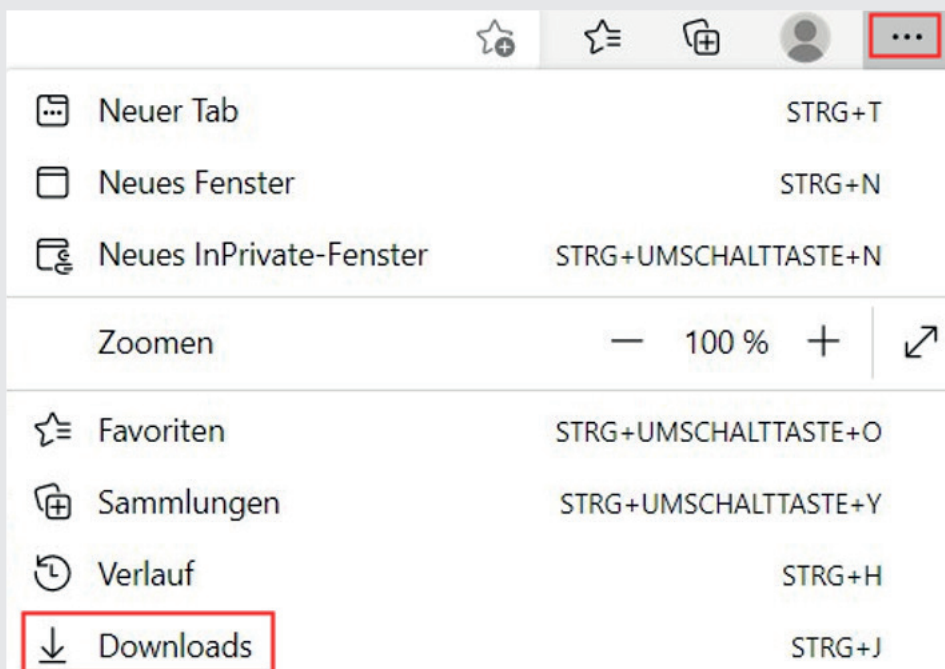 Neuer Tab STRG+T
Neues Fenster STRG+N
Neues InPrivate-Fenster STRG+UMSCHALTTASTE+N
Zoomen — 100 % +
Favoriten STRG+UMSCHALTTASTE+O
Sammlungen STRG+UMSCHALTTASTE+Y
Verlauf STRG+H
Downloads STRG+J